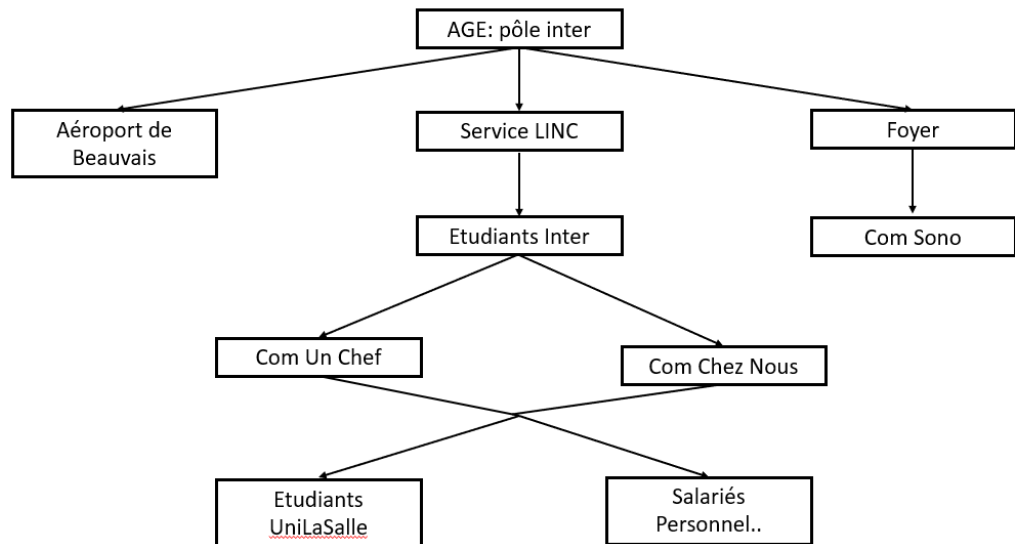 AGE: pôle inter
Aéroport de
Beauvais
Service LINC
Foyer
Etudiants Inter
Com Sono
Com Un Chef
Com Chez Nous
Etudiants
UniLaSalle
Salariés
Personnel..